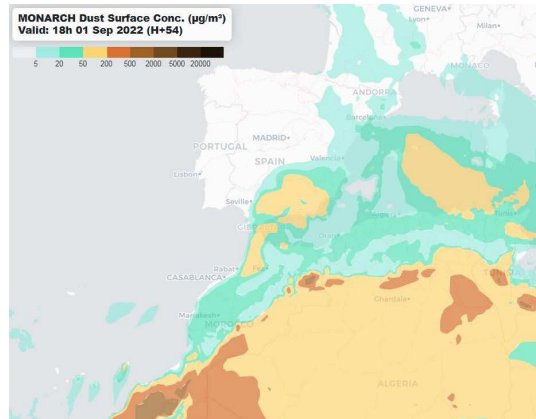 MONARCH Dust Surface Conc. (µg/m³)
Valid: 18h 01 Sep 2022 (H+54)
5 20 50 200 500 2000 5000 20000
GENEVA
Lyon
Milan
MONACO
ANDORRA
Barcelona
MADRID
PORTUGAL
SPAIN
Valencia
Lisbon
Seville
Rabat
CASABLANCA
Fez
Tunis
Ghardaïa
Marrakesh
MOROCCO
ALGERIA